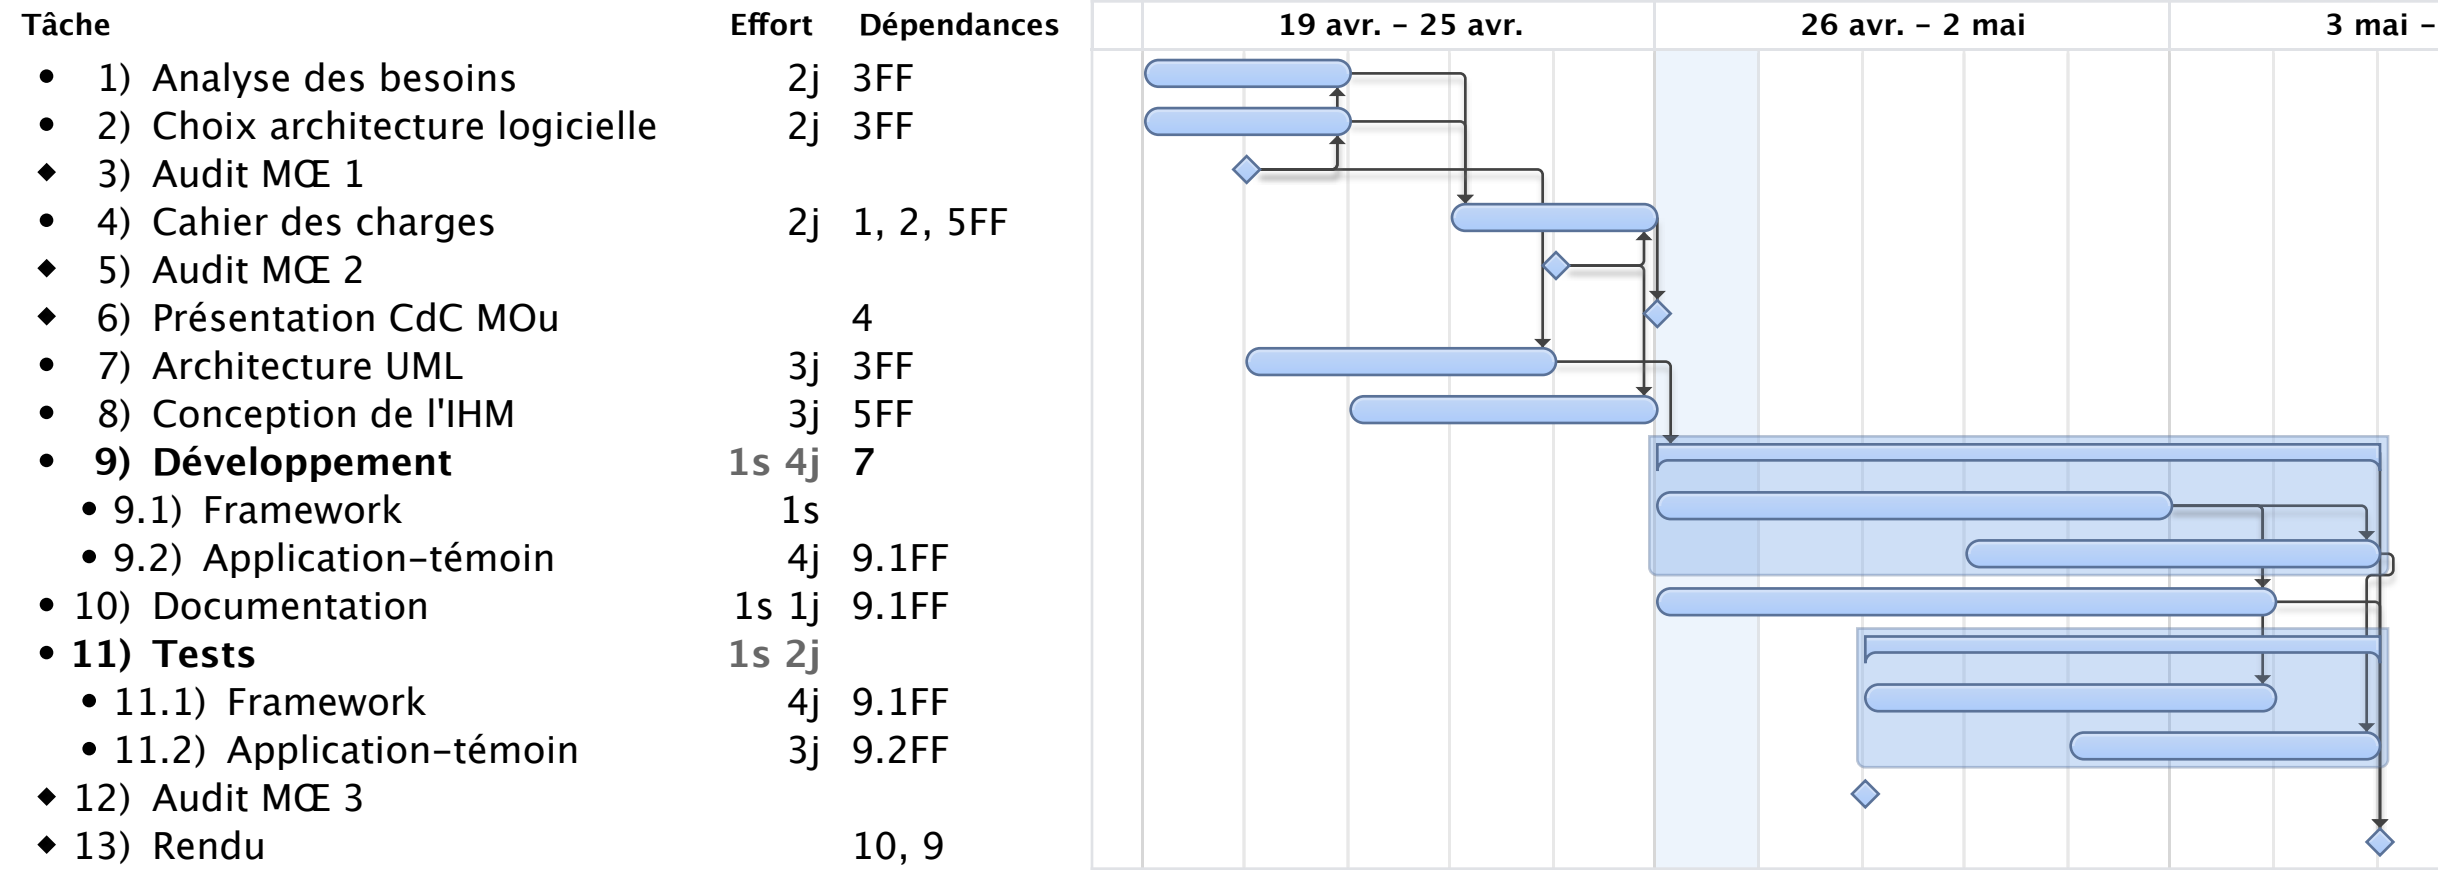 Tâche Effort Dépendances 19 avr. – 25 avr. 26 avr. – 2 mai 3 mai –
• 1) Analyse des besoins 2j 3FF
• 2) Choix architecture logicielle 2j 3FF
◆ 3) Audit MŒ 1
• 4) Cahier des charges 2j 1, 2, 5FF
◆ 5) Audit MŒ 2
◆ 6) Présentation CdC MOu 4
• 7) Architecture UML 3j 3FF
• 8) Conception de l'IHM 3j 5FF
• 9) Développement 1s 4j 7
• 9.1) Framework 1s
• 9.2) Application-témoin 4j 9.1FF
• 10) Documentation 1s 1j 9.1FF
• 11) Tests 1s 2j
• 11.1) Framework 4j 9.1FF
• 11.2) Application-témoin 3j 9.2FF
◆ 12) Audit MŒ 3
◆ 13) Rendu 10, 9